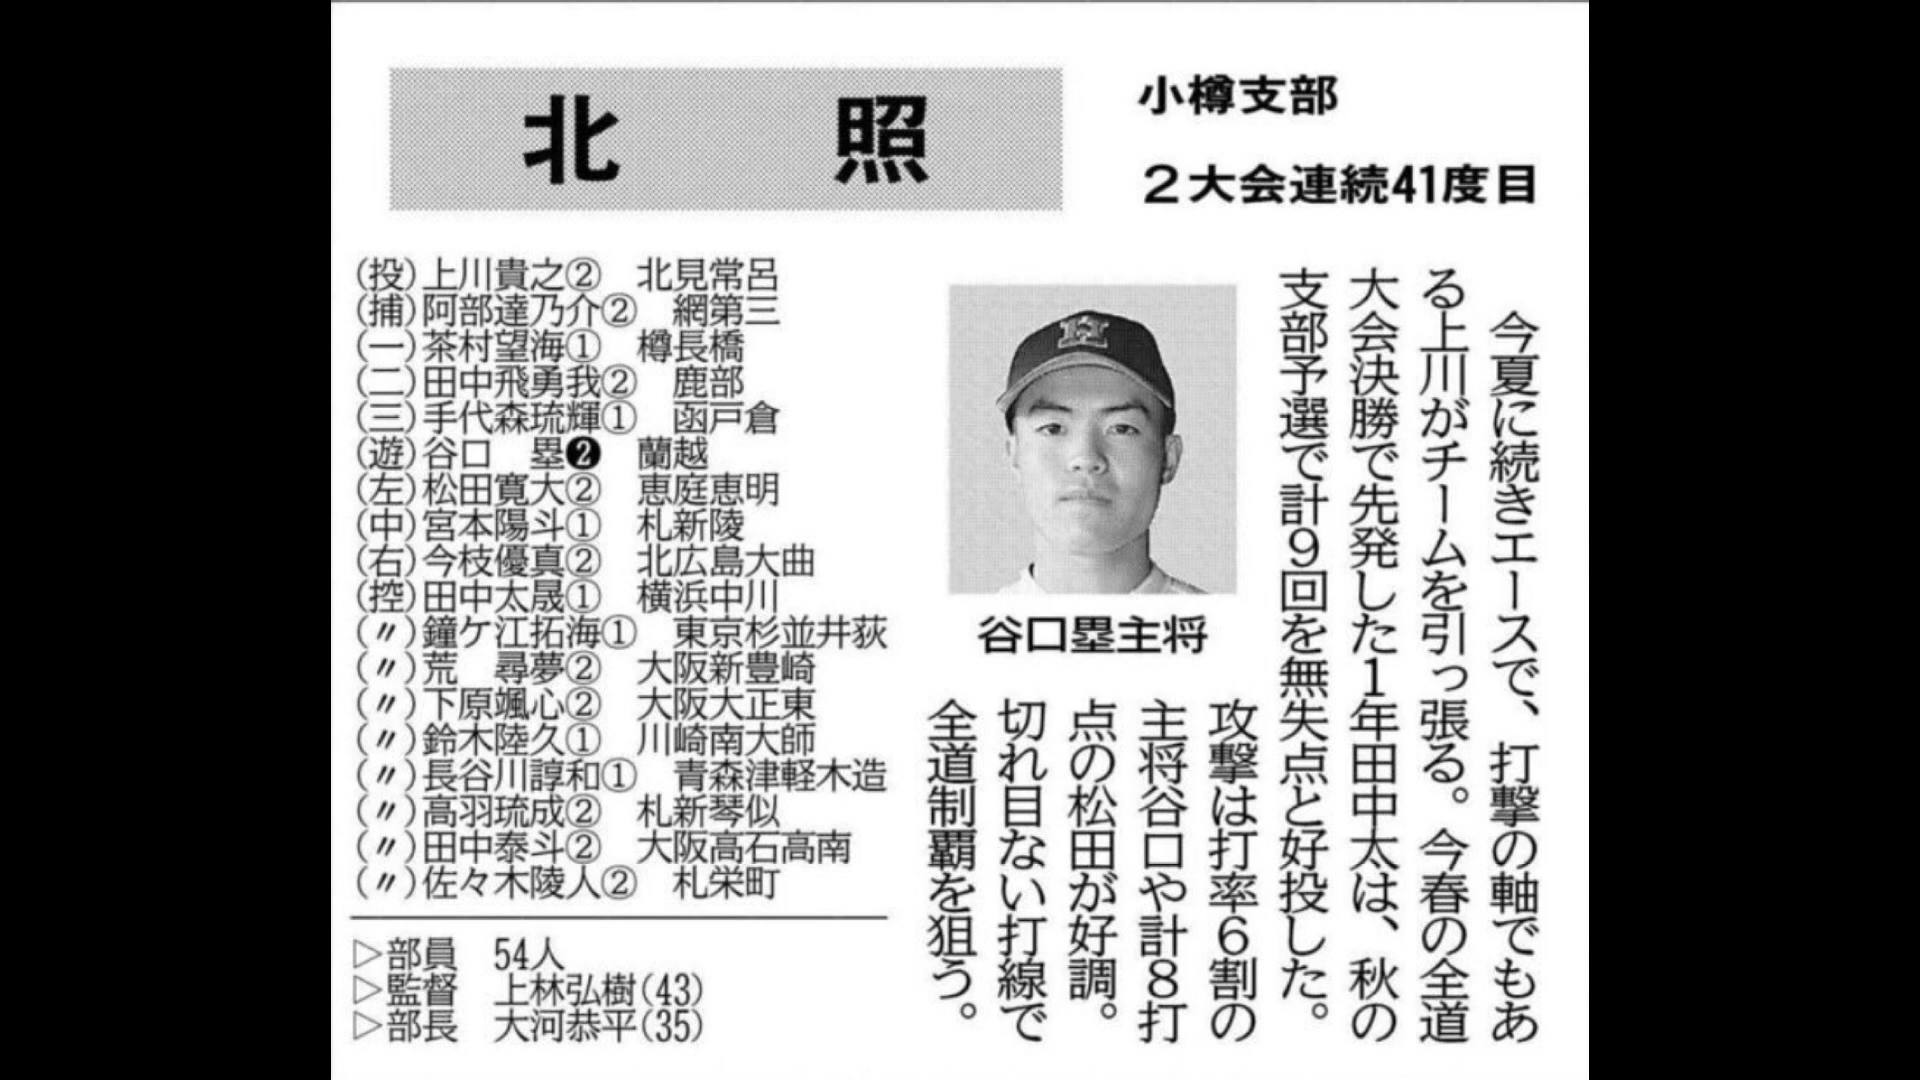 北　照
小樽支部
２大会連続41度目
(投)上川貴之②　北見常呂
(捕)阿部達乃介②　網第三
(一)茶村望海①　樽長橋
(二)田中飛勇我②　鹿部
(三)手代森琉輝①　函戸倉
(遊)谷口　塁❷　蘭越
(左)松田寛大②　恵庭恵明
(中)宮本陽斗①　札新陵
(右)今枝優真②　北広島大曲
(控)田中太晟①　横浜中川
(〃)鐘ケ江拓海①　東京杉並井荻
(〃)荒　尋夢②　大阪新豊崎
(〃)下原颯心②　大阪大正東
(〃)鈴木陸久①　川崎南大師
(〃)長谷川諄和①　青森津軽木造
(〃)高羽琉成②　札新琴似
(〃)田中泰斗②　大阪高石高南
(〃)佐々木陵人②　札栄町
▷部員　54人
▷監督　上林弘樹(43)
▷部長　大河恭平(35)
谷口塁主将
今夏に続きエースで、打撃の軸でもあ
る上川がチームを引っ張る。今春の全道
大会決勝で先発した１年田中太は、秋の
支部予選で計９回を無失点と好投した。
攻撃は打率６割の
主将谷口や計８打
点の松田が好調。
切れ目ない打線で
全道制覇を狙う。